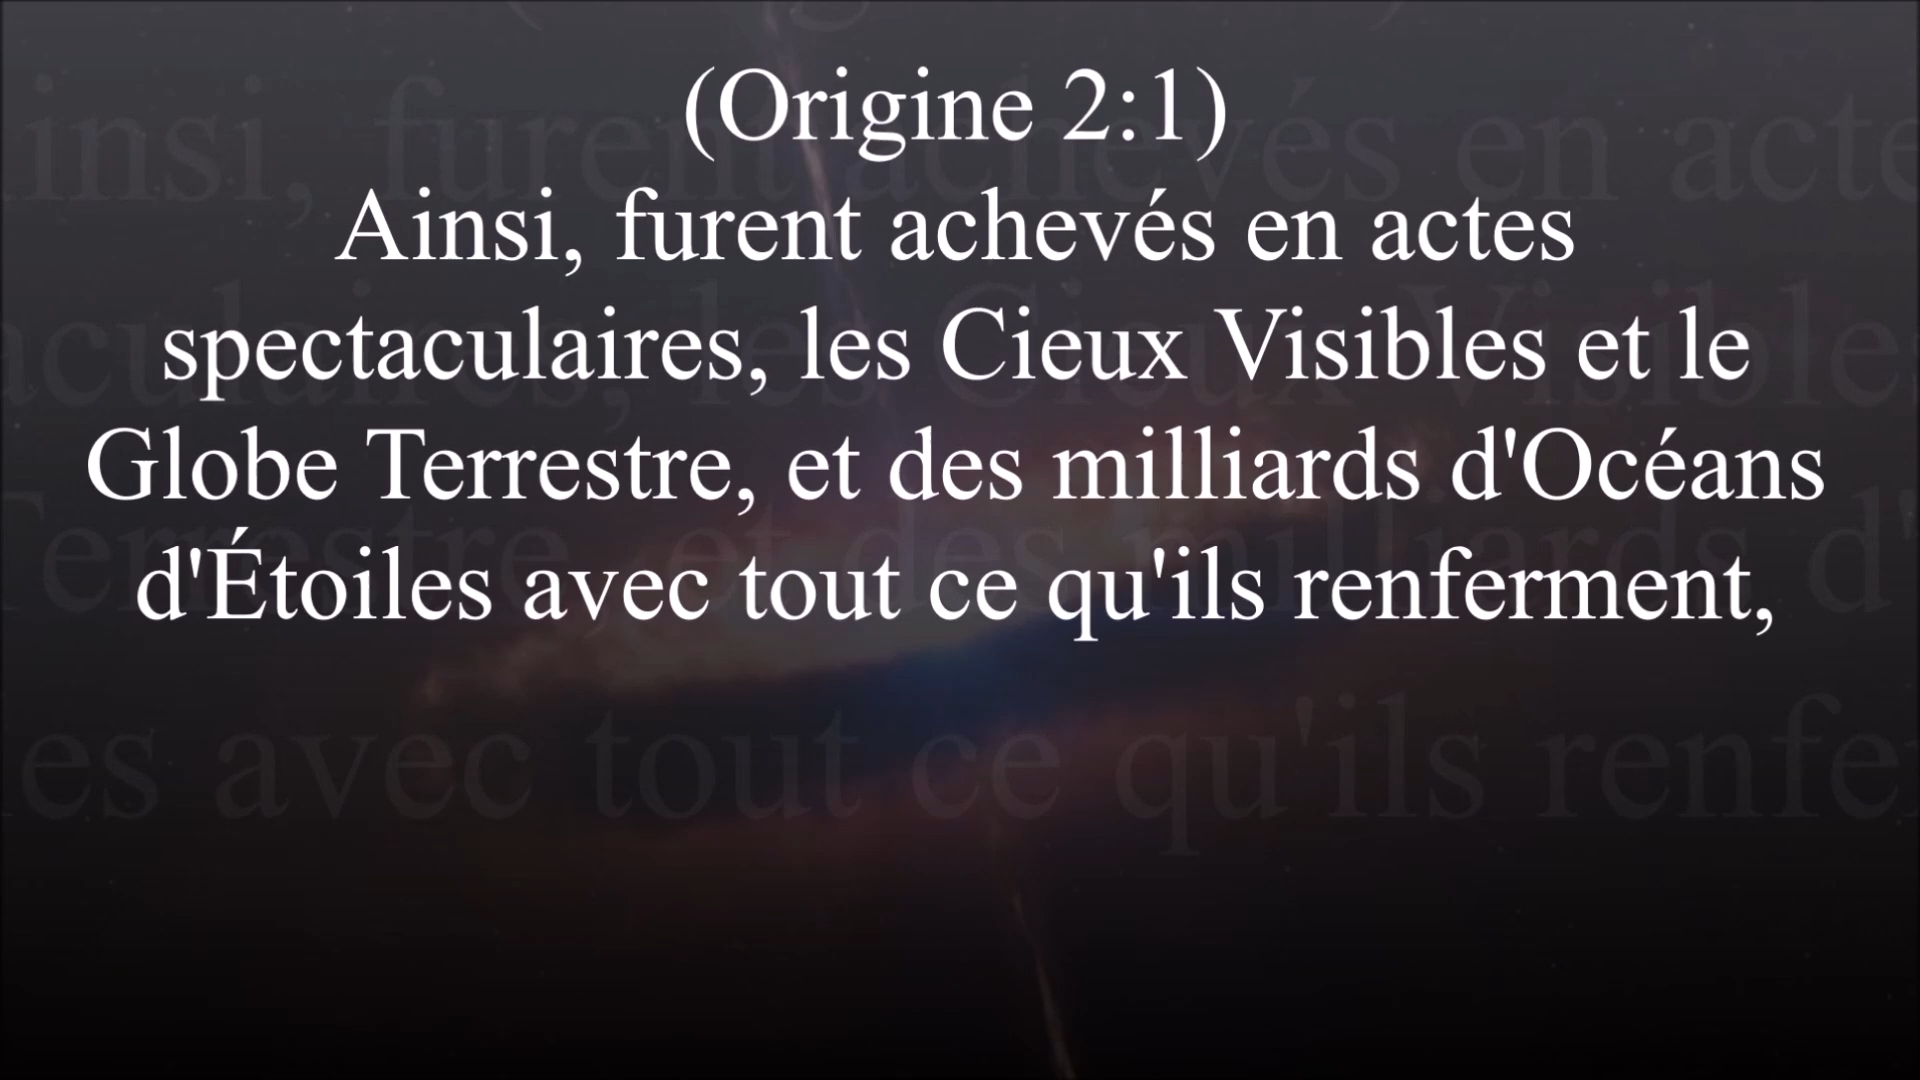 (Origine 2:1)
Ainsi, furent achevés en actes
spectaculaires, les Cieux Visibles et le
Globe Terrestre, et des milliards d'Océans
d'Étoiles avec tout ce qu'ils renferment,